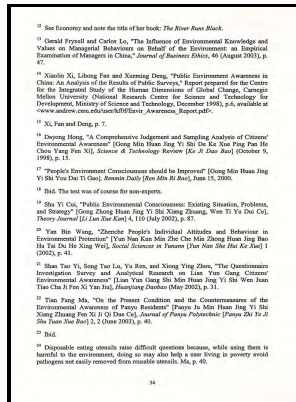 12 See Economy and note the title of her book: The River Runs Black.
13 Gerald Fryxell and Carlos Lo, "The Influence of Environmental Knowledge and
Values on Managerial Behaviours on Behalf of the Environment: an Empirical
Examination of Managers in China," Journal of Business Ethics, 46 (August 2003), p.
47.
14 Xiaolin Xi, Lihong Fan and Xueming Deng, "Public Environment Awareness in
China: An Analysis of the Results of Public Surveys," Report prepared for the Centre
for the Integrated Study of the Human Dimensions of Global Change, Carnegie
Mellon University (National Research Centre for Science and Technology for
Development, Ministry of Science and Technology, December 1998), p.6, available at
15 Xi, Fan and Deng, p. 7.
16 Dayong Hong, "A Comprehensive Judgement and Sampling Analysis of Citizens'
Environmental Awareness" [Gong Min Huan Jing Yi Shi De Ke Xue Ping Pan He
Chou Yang Fen Xi], Science & Technology Review [Ke Ji Dao Bao] (October 9,
1998), p. 15.
17 "People's Environment Consciousness should be Improved" [Gong Min Huan Jing
Yi Shi You Dai Ti Gao], Renmin Daily [Ren Min Ri Bao], June 15, 2000.
18 Ibid. The test was of course for non-experts.
19 Shu Yi Cui, "Public Environmental Consciousness: Existing Situation, Problems,
and Strategy" [Gong Zhong Huan Jing Yi Shi Xiang Zhuang, Wen Ti Yu Dui Ce],
Theory Journal [Li Lun Xue Kan] 4, 110 (July 2002), p. 87.
20 Yan Bin Wang, "Zhenche People's Individual Attitudes and Behaviour in
Environmental Protection" [Yun Nan Kun Min Zhe Che Min Zhong Huan Jing Bao
Hu Tai Du He Xing Wei], Social Sciences in Yunnan [Yun Nan She Hui Ke Xue] 1
(2002), p. 41.
21 Shan Tao Yi, Song Tao Lu, Yu Ren, and Xiong Ying Zhou, "The Questionnaire
Investigation Survey and Analytical Research on Lian Yun Gang Citizens'
Environmental Awareness" [Lian Yun Gang Shi Min Huan Jing Yi Shi Wen Juan
Tiao Cha Ji Fen Xi Yan Jiu], Huanjing Daobao (May 2002), p. 31.
22 Tian Fang Ma, "On the Present Condition and the Countermeasures of the
Environmental Awareness of Panyu Resident" [Panyu Ju Min Huan Jing Yi Shi
Xiang Zhuang Fen Xi Ji Qi Due Ce], Journal of Panyu Polytechnic [Panyu Zhi Ye Ji
Shu Yuan Xue Bao] 2, 2 (June 2003), p. 40.
23 Ibid.
24 Disposable eating utensils raise difficult questions because, while using them is
harmful to the environment, doing so may also help a user living in poverty avoid
pathogens not easily removed from reusable utensils. Ma, p. 40.
34